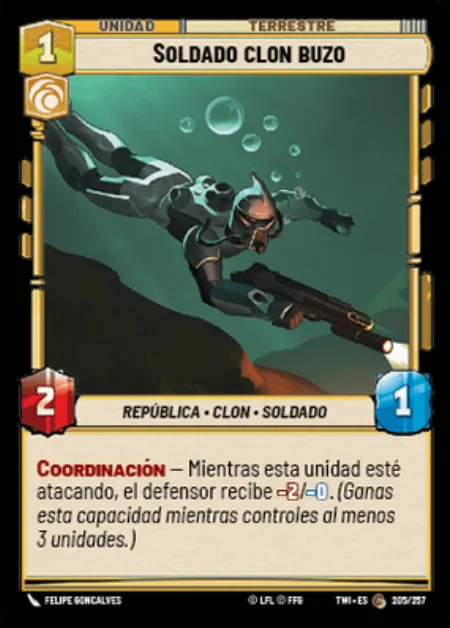 UNIDAD TERRESTRE
1 SOLDADO CLON BUZO
2 REPÚBLICA • CLON • SOLDADO 1
COORDINACIÓN – Mientras esta unidad esté
atacando, el defensor recibe -2/-0. (Ganas
esta capacidad mientras controles al menos
3 unidades.)
FELIPE GONCALVES © LFL ℗ FFG TWI • ES 205/257